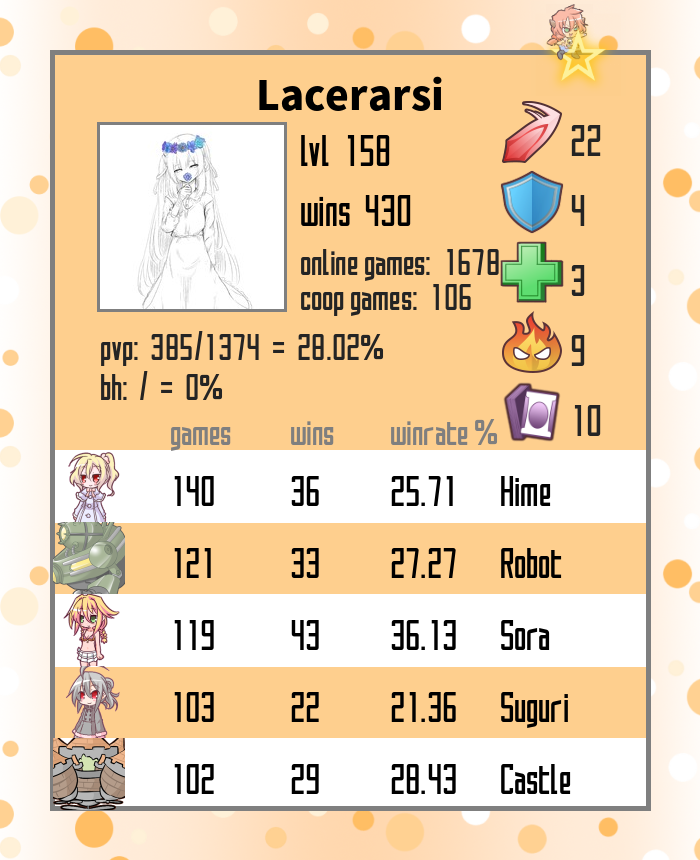 Lacerarsi
lvl 158
wins 430
online games: 1678
coop games: 106
22
4
3
9
10
pvp: 385/1374 = 28.02%
bh: / = 0%
games wins winrate %
140 36 25.71 Hime
121 33 27.27 Robot
119 43 36.13 Sora
103 22 21.36 Suguri
102 29 28.43 Castle